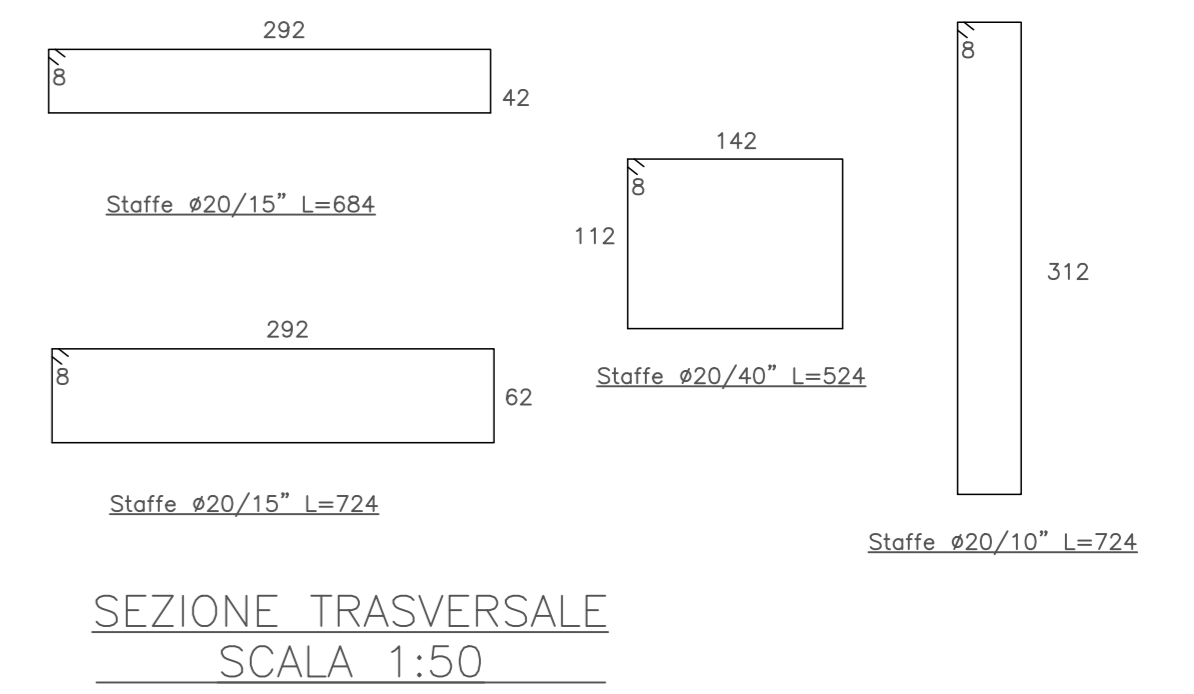 292
8
42
Staffe ø20/15” L=684
292
8
62
Staffe ø20/15” L=724
142
8
112
Staffe ø20/40” L=524
8
312
Staffe ø20/10” L=724
SEZIONE TRASVERSALE
SCALA 1:50